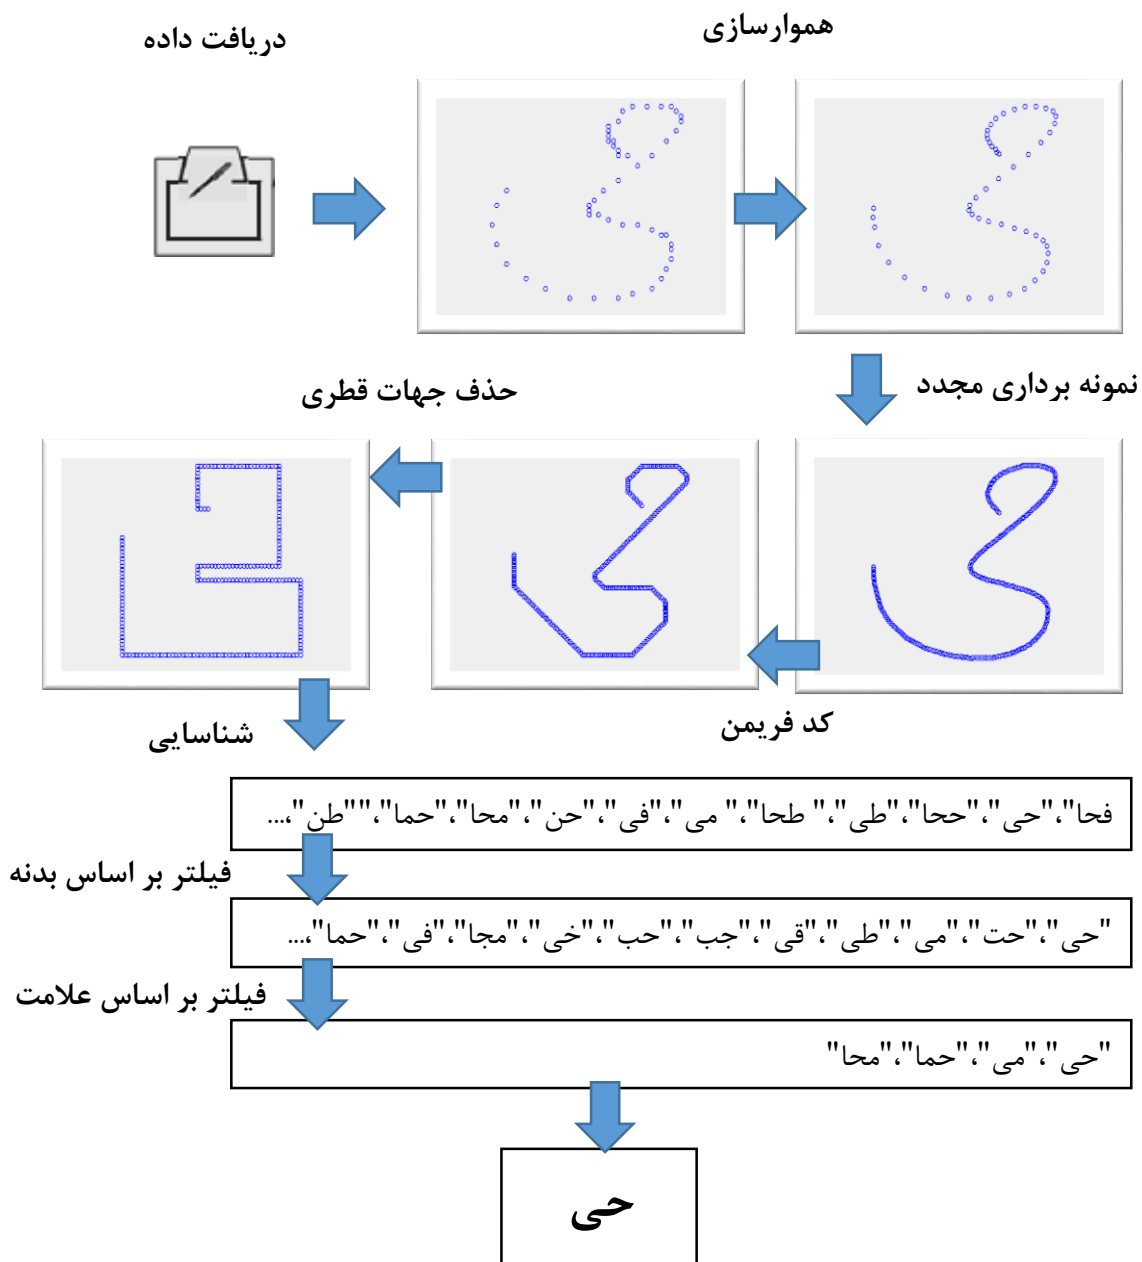 دریافت داده
هموارسازی
نمونه برداری مجدد
حذف جهات قطری
کد فریمن
شناسایی
فحا"،"حی"،"ححا"،"طی"،" طحا"،" می"،"فی"،"حن"،"محا"،"حما"،""طن"،...
فیلتر بر اساس بدنه
"حی"،"حت"،"می"،"طی"،"قی"،"جب"،"حب"،"خی"،"مجا"،"فی"،"حما"،...
فیلتر بر اساس علامت
"حی"،"می"،"حما"،"محا"
حی